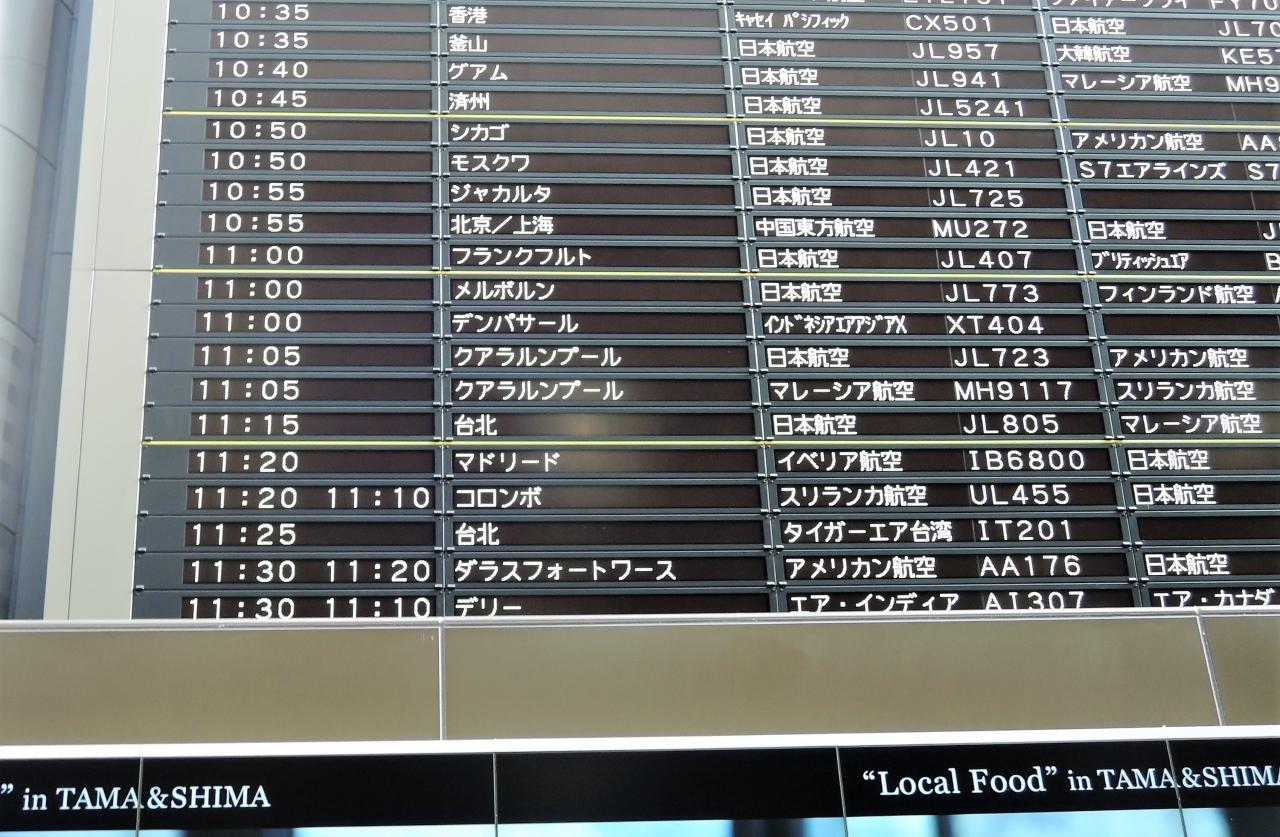 10:35 香港 キャセイ パシフィック CX501 日本航空
10:35 釜山 日本航空 JL957 大韓航空
10:40 グアム 日本航空 JL941 マレーシア航空
10:45 済州 日本航空 JL5241
10:50 シカゴ 日本航空 JL10 アメリカン航空
10:50 モスクワ 日本航空 JL421 S7エアラインズ S7
10:55 ジャカルタ 日本航空 JL725
10:55 北京／上海 中国東方航空 MU272 日本航空
11:00 フランクフルト 日本航空 JL407 ブリティッシュエア
11:00 メルボルン 日本航空 JL773 フィンランド航空
11:00 デンパサール インドネシアエアアジアX XT404
11:05 クアラルンプール 日本航空 JL723 アメリカン航空
11:05 クアラルンプール マレーシア航空 MH9117 スリランカ航空
11:15 台北 日本航空 JL805 マレーシア航空
11:20 マドリード イベリア航空 IB6800 日本航空
11:20 11:10 コロンボ スリランカ航空 UL455 日本航空
11:25 台北 タイガーエア台湾 IT201
11:30 11:20 ダラスフォートワース アメリカン航空 AA176 日本航空
11:30 11:10 デリー エア・インディア AI307 エア・カナダ
” in TAMA&SHIMA “Local Food” in TAMA&SHIMA